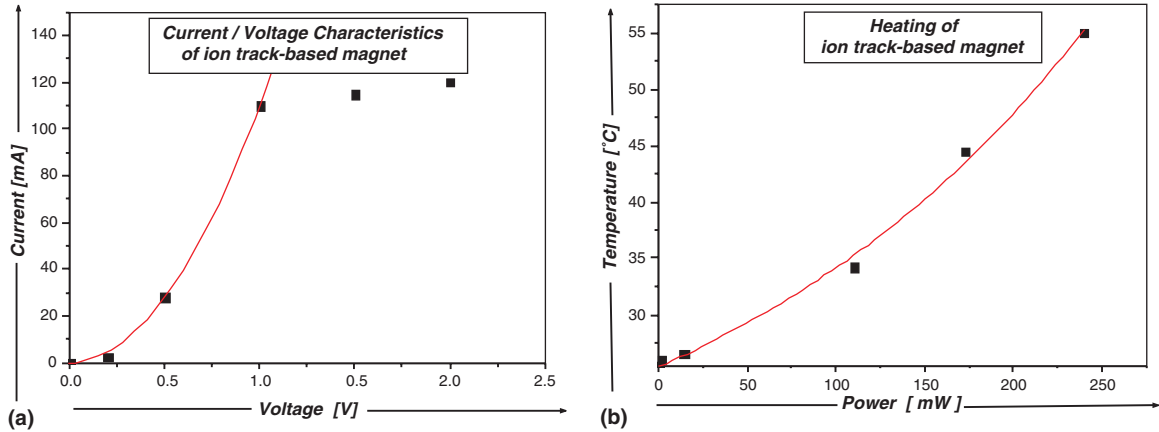 Current / Voltage Characteristics
of ion track-based magnet
140
120
100
80
60
40
20
0
Current [mA]
0.0
0.5
1.0
0.5
2.0
2.5
Voltage [V]
(a)
Heating of
ion track-based magnet
55
50
45
40
35
30
Temperature [°C]
0
50
100
150
200
250
Power [ mW]
(b)